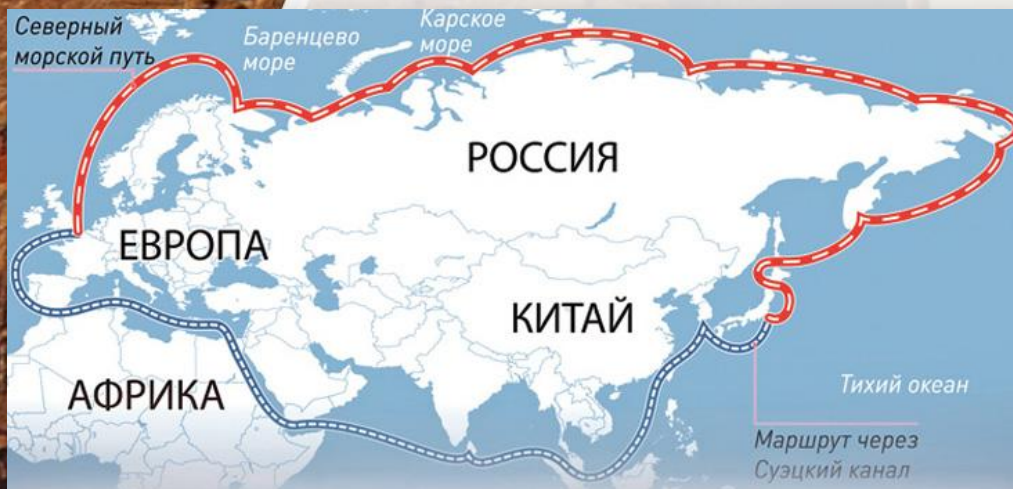 Северный
морской путь
Баренцево
море
Карское
море
РОССИЯ
ЕВРОПА
КИТАЙ
АФРИКА
Тихий океан
Маршрут через
Суэцкий канал